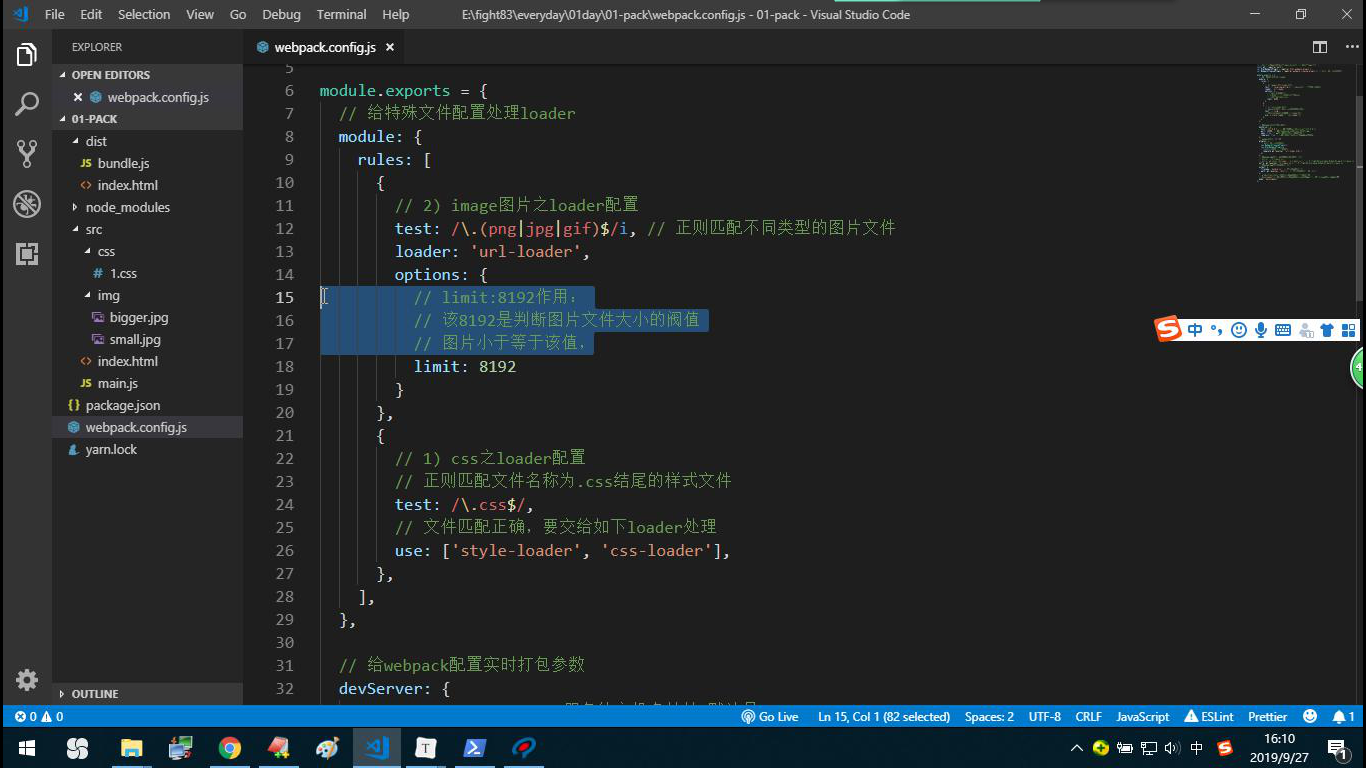 File Edit Selection View Go Debug Terminal Help
E:\fight83\everyday\01day\01-pack\webpack.config.js - 01-pack - Visual Studio Code
EXPLORER
webpack.config.js
OPEN EDITORS
webpack.config.js
01-PACK
dist
JS bundle.js
<> index.html
node_modules
src
css
# 1.css
img
bigger.jpg
small.jpg
<> index.html
JS main.js
{} package.json
webpack.config.js
yarn.lock
OUTLINE
5
6 module.exports = {
7 // 给特殊文件配置处理loader
8 module: {
9 rules: [
10 {
11 // 2) image图片之loader配置
12 test: /\.(png|jpg|gif)$/i, // 正则匹配不同类型的图片文件
13 loader: 'url-loader',
14 options: {
15 // limit:8192作用：
16 // 该8192是判断图片文件大小的阀值
17 // 图片小于等于该值，
18 limit: 8192
19 }
20 },
21 {
22 // 1) css之loader配置
23 // 正则匹配文件名称为.css结尾的样式文件
24 test: /\.css$/,
25 // 文件匹配正确，要交给如下loader处理
26 use: ['style-loader', 'css-loader'],
27 },
28 ],
29 },
30
31 // 给webpack配置实时打包参数
32 devServer: {
S 中
4
0 0
Go Live Ln 15, Col 1 (82 selected) Spaces: 2 UTF-8 CRLF JavaScript ESLint Prettier 1
T
中 S
16:10
2019/9/27
1